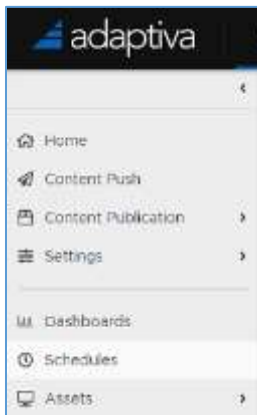 adaptiva
Home
Content Push
Content Publication
Settings
Dashboards
Schedules
Assets